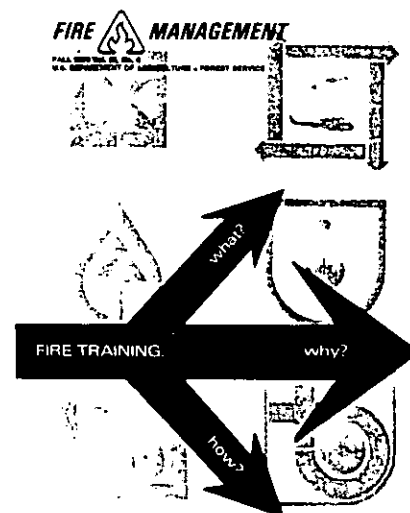 FIRE MANAGEMENT
U.S. DEPARTMENT OF AGRICULTURE • FOREST SERVICE
what?
FIRE TRAINING.
why?
how?